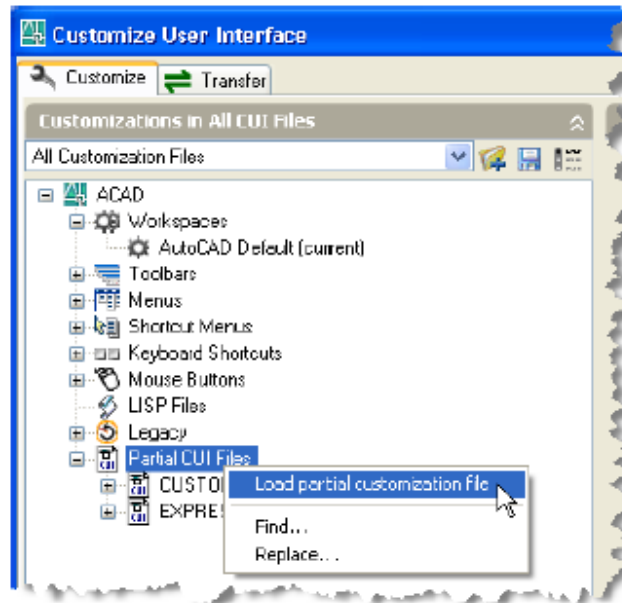 Customize User Interface
Customize Transfer
Customizations in All CUI Files
All Customization Files
ACAD
Workspaces
AutoCAD Default (current)
Toolbars
Menus
Shortcut Menus
Keyboard Shortcuts
Mouse Buttons
LISP Files
Legacy
Partial CUI Files
CUSTO
Load partial customization file
EXPRES
Find...
Replace...